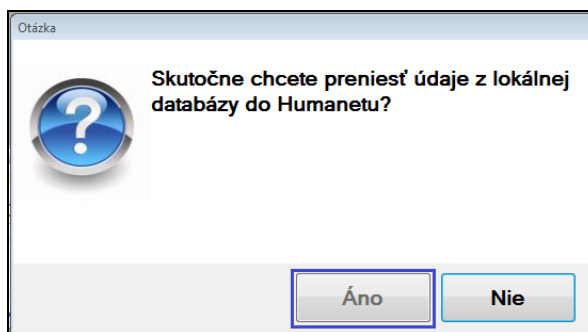 Otázka
Skutočne chcete preniesť údaje z lokálnej
databázy do Humanetu?
Áno
Nie